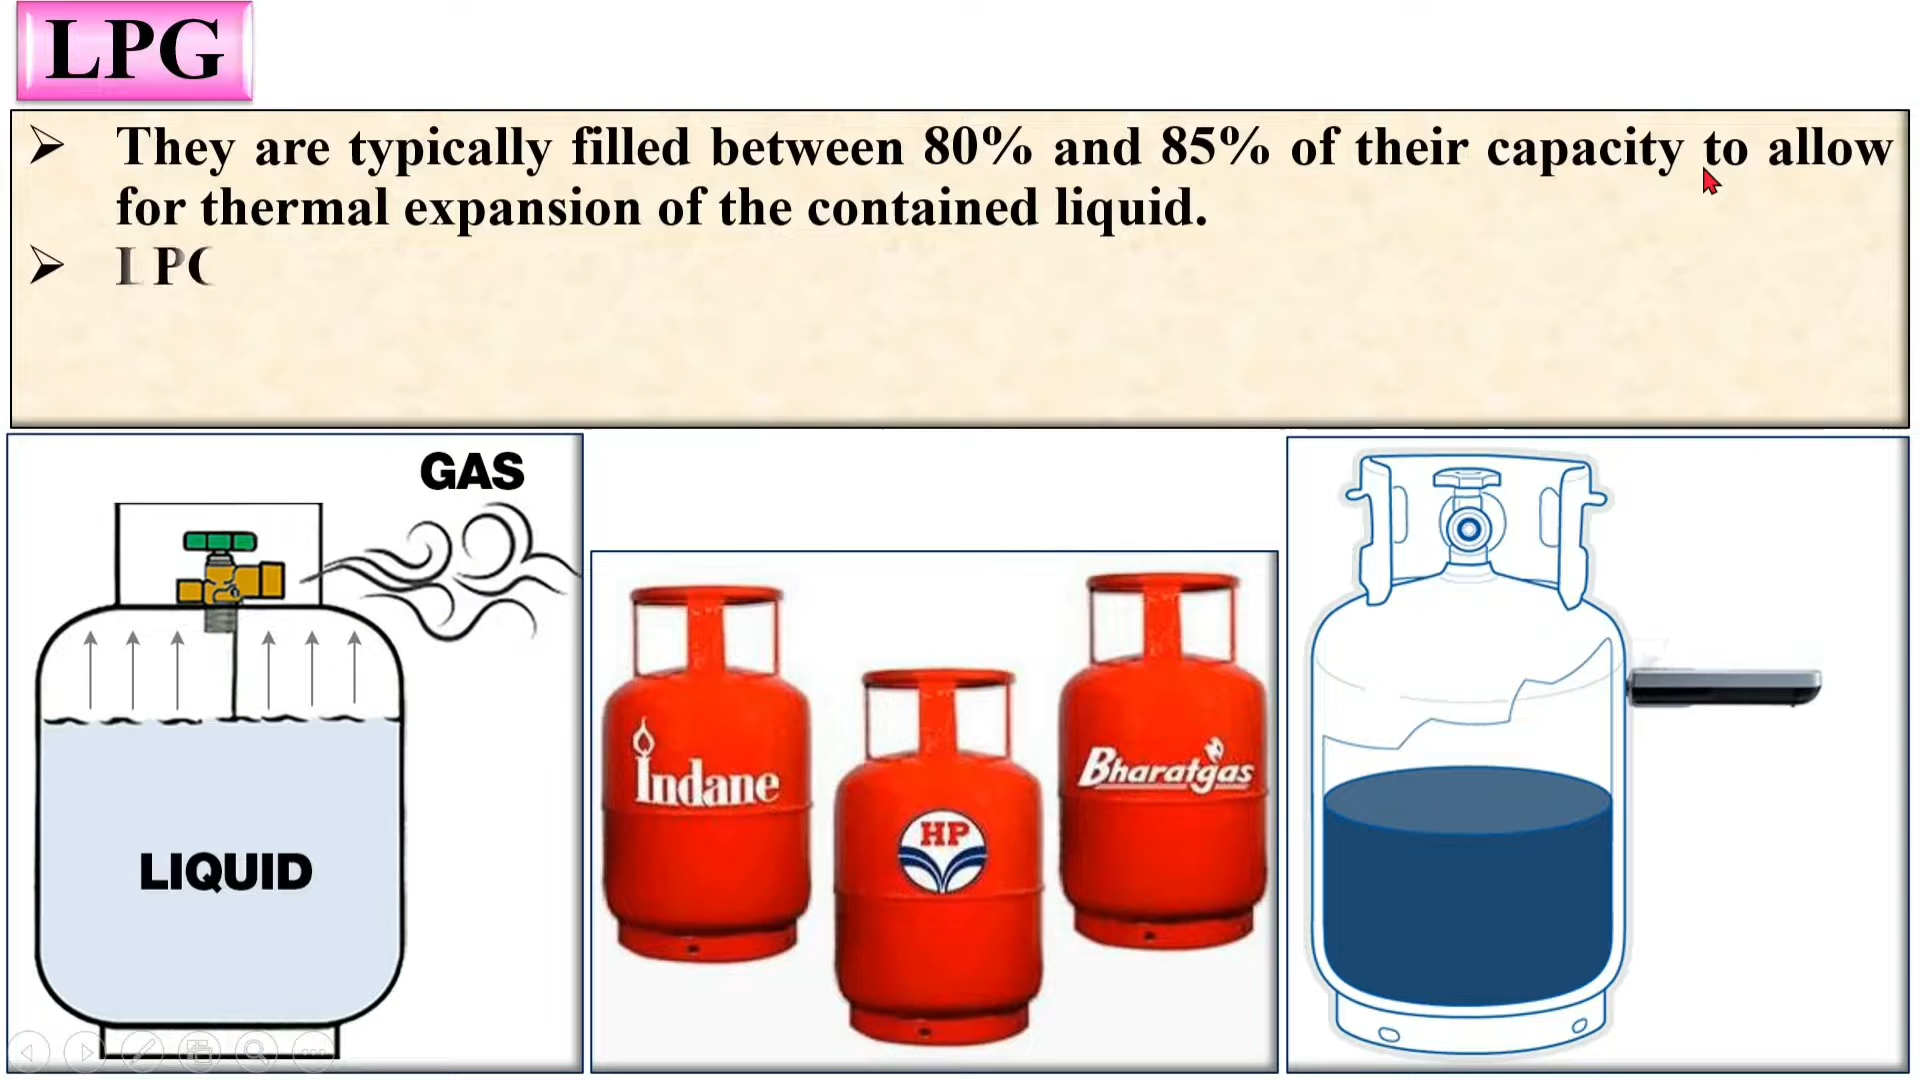 LPG
They are typically filled between 80% and 85% of their capacity to allow
for thermal expansion of the contained liquid.
GAS
LIQUID
Indane
HP
Bharatgas